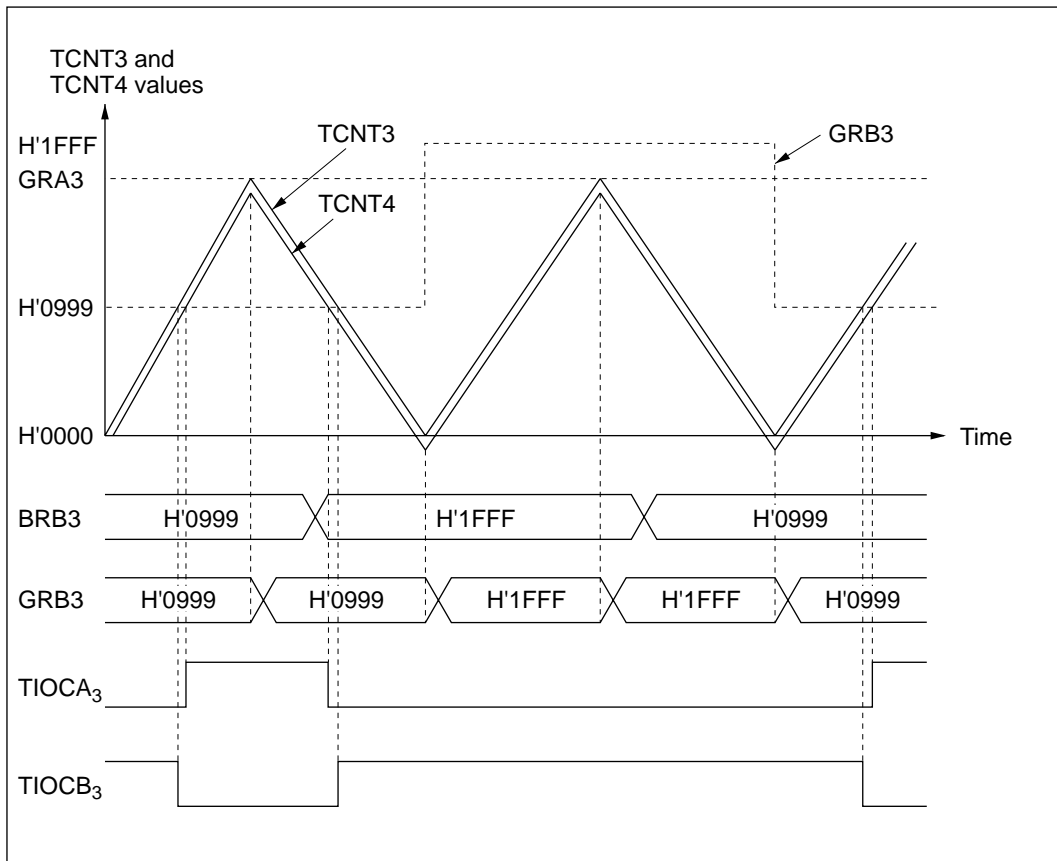 TCNT3 and
TCNT4 values
H'1FFF
TCNT3
GRB3
GRA3
TCNT4
H'0999
H'0000
Time
BRB3
H'0999
H'1FFF
H'0999
GRB3
H'0999
H'0999
H'1FFF
H'1FFF
H'0999
TIOCA3
TIOCB3